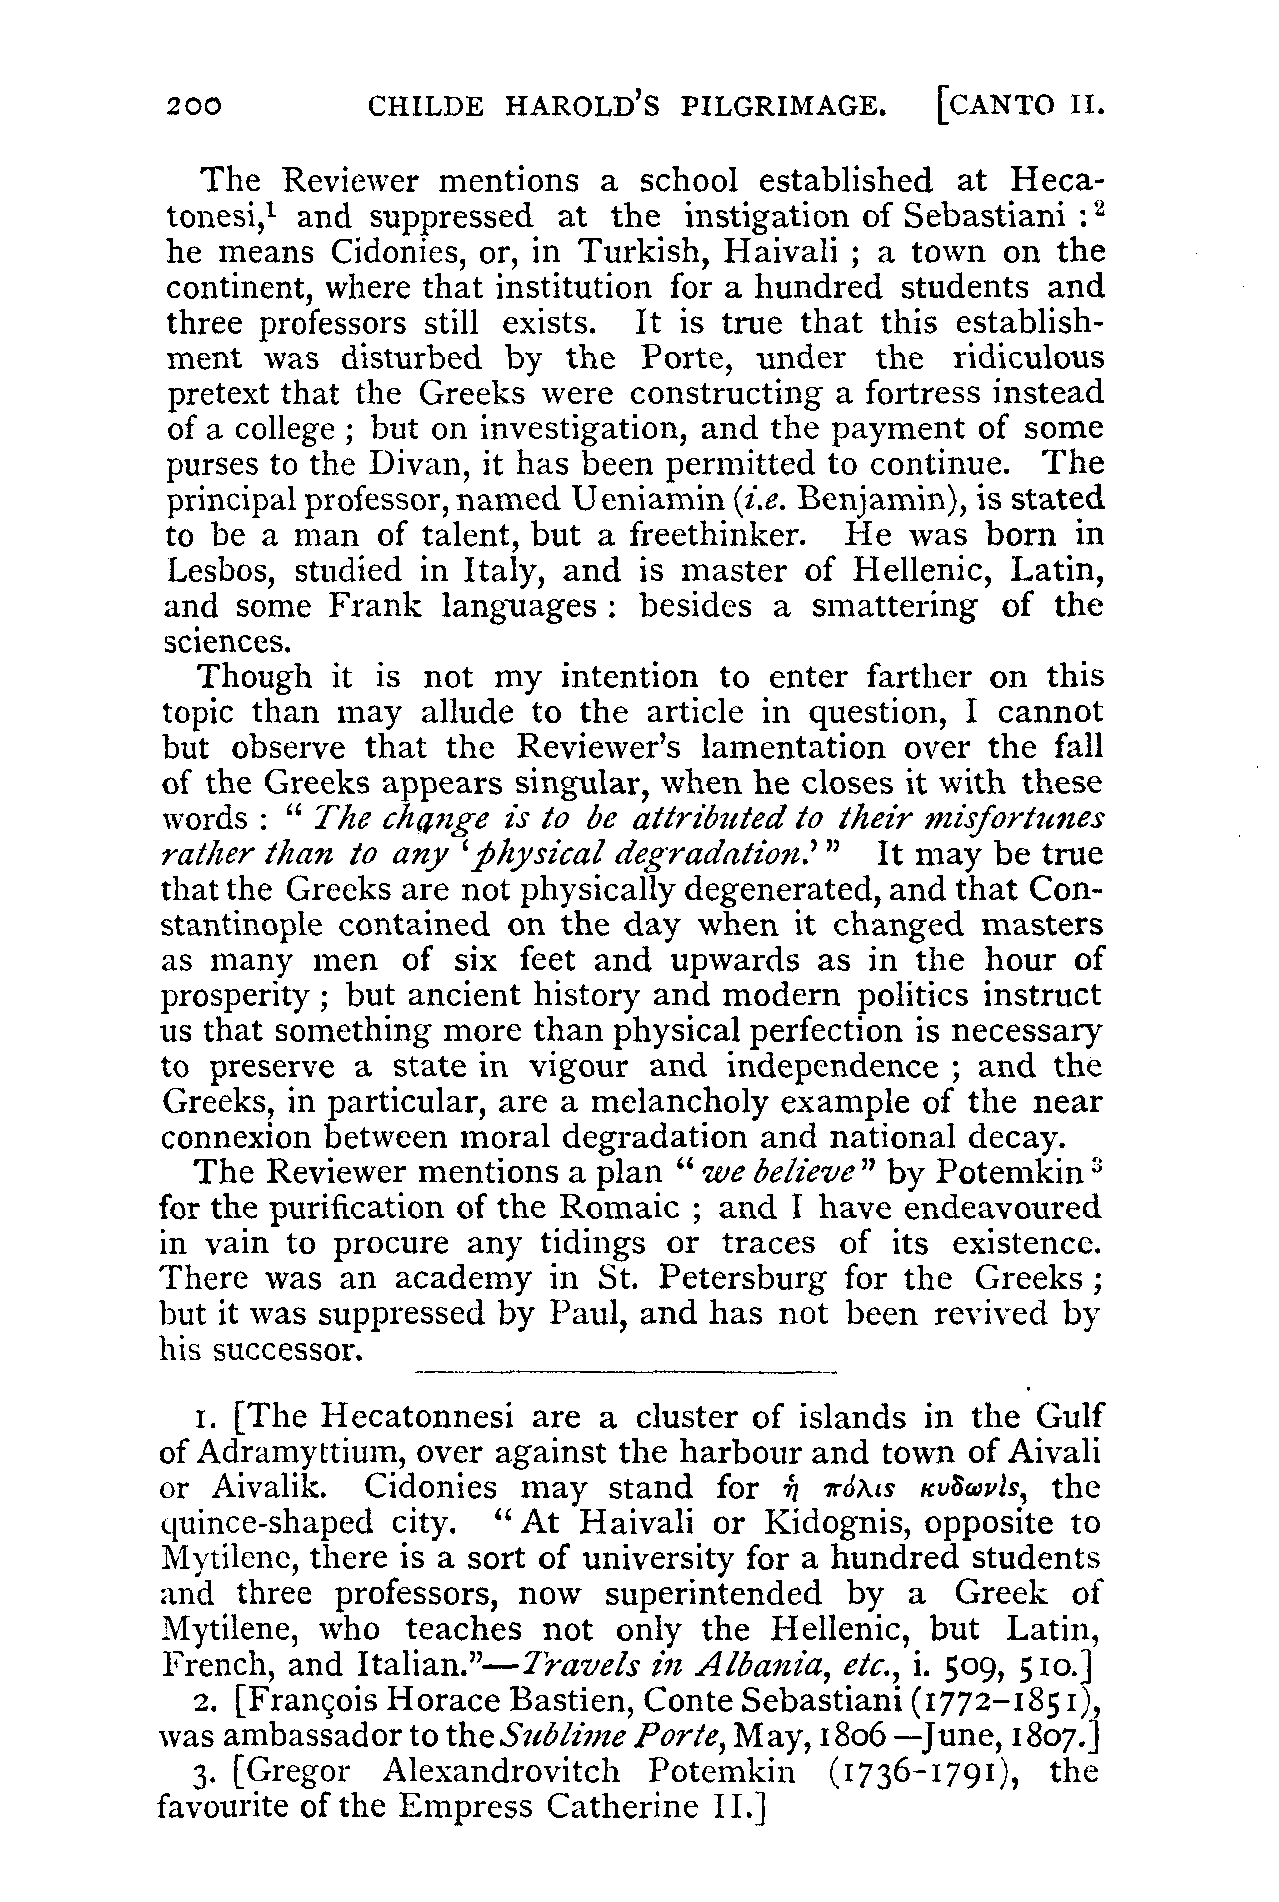 200 CHILDE HAROLD'S PILGRIMAGE. [CANTO II.
The Reviewer mentions a school established at Heca-
tonesi,¹ and suppressed at the instigation of Sebastiani :²
he means Cidonies, or, in Turkish, Haivali ; a town on the
continent, where that institution for a hundred students and
three professors still exists. It is true that this establish-
ment was disturbed by the Porte, under the ridiculous
pretext that the Greeks were constructing a fortress instead
of a college ; but on investigation, and the payment of some
purses to the Divan, it has been permitted to continue. The
principal professor, named Ueniamin (i.e. Benjamin), is stated
to be a man of talent, but a freethinker. He was born in
Lesbos, studied in Italy, and is master of Hellenic, Latin,
and some Frank languages : besides a smattering of the
sciences.
Though it is not my intention to enter farther on this
topic than may allude to the article in question, I cannot
but observe that the Reviewer's lamentation over the fall
of the Greeks appears singular, when he closes it with these
words : " The change is to be attributed to their misfortunes
rather than to any 'physical degradation.' " It may be true
that the Greeks are not physically degenerated, and that Con-
stantinople contained on the day when it changed masters
as many men of six feet and upwards as in the hour of
prosperity ; but ancient history and modern politics instruct
us that something more than physical perfection is necessary
to preserve a state in vigour and independence ; and the
Greeks, in particular, are a melancholy example of the near
connexion between moral degradation and national decay.
The Reviewer mentions a plan " we believe " by Potemkin ³
for the purification of the Romaic ; and I have endeavoured
in vain to procure any tidings or traces of its existence.
There was an academy in St. Petersburg for the Greeks ;
but it was suppressed by Paul, and has not been revived by
his successor.
1. [The Hecatonnesi are a cluster of islands in the Gulf
of Adramyttium, over against the harbour and town of Aivali
or Aivalik. Cidonies may stand for ἡ πόλις κυδωνὶς, the
quince-shaped city. " At Haivali or Kidognis, opposite to
Mytilene, there is a sort of university for a hundred students
and three professors, now superintended by a Greek of
Mytilene, who teaches not only the Hellenic, but Latin,
French, and Italian."—Travels in Albania, etc., i. 509, 510.]
2. [François Horace Bastien, Conte Sebastiani (1772-1851),
was ambassador to the Sublime Porte, May, 1806—June, 1807.]
3. [Gregor Alexandrovitch Potemkin (1736-1791), the
favourite of the Empress Catherine II.]